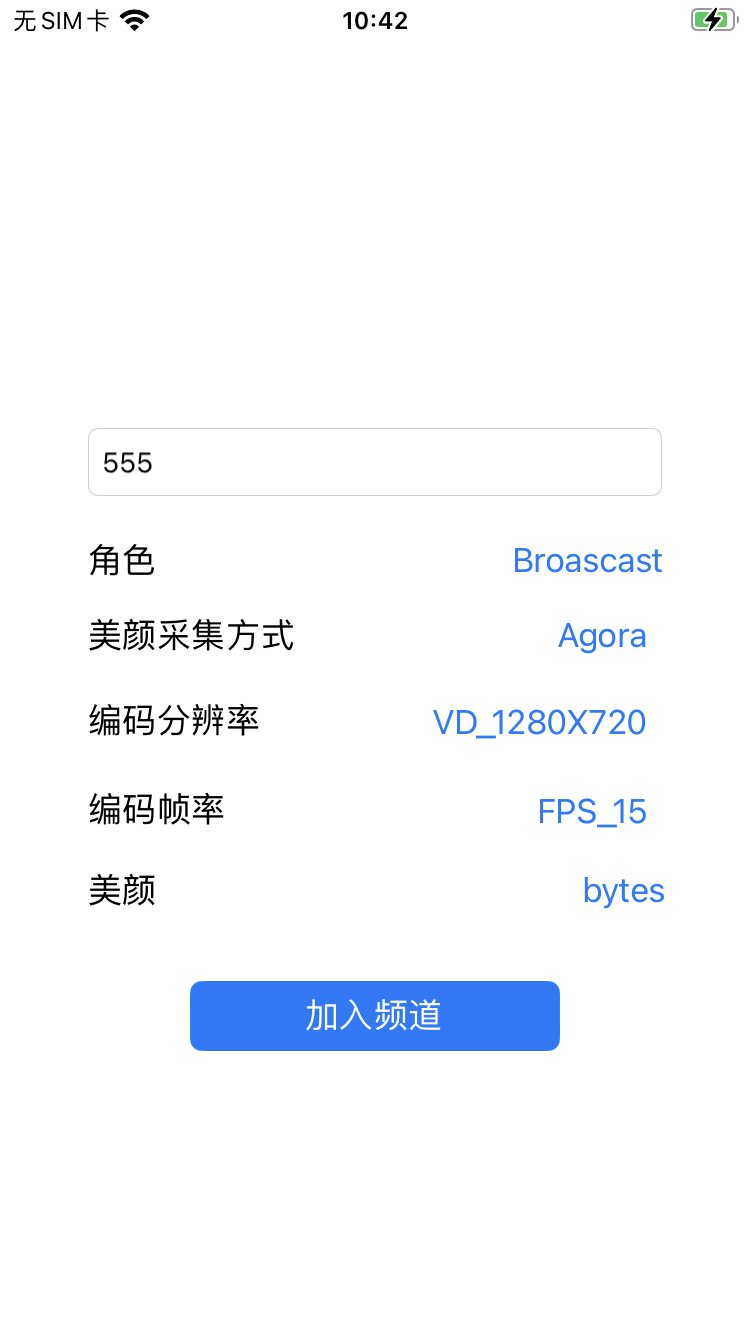 无SIM卡 10:42
555
角色 Broascast
美颜采集方式 Agora
编码分辨率 VD_1280X720
编码帧率 FPS_15
美颜 bytes
加入频道